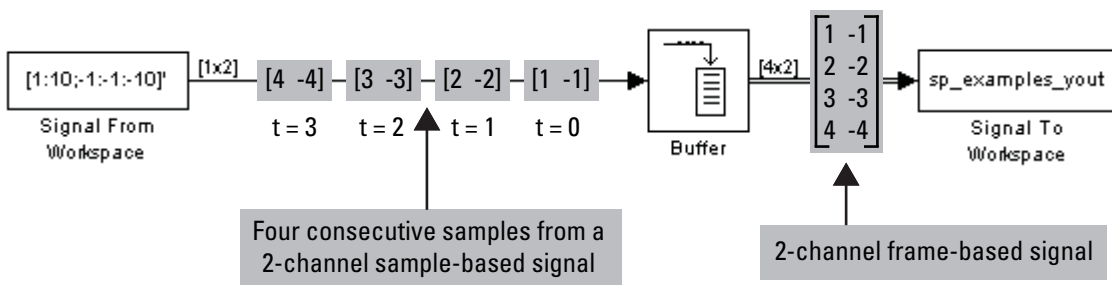 [1:10;-1:-1:-10]'
Signal From
Workspace
[1x2]
[4 -4] [3 -3] [2 -2] [1 -1]
t = 3 t = 2 t = 1 t = 0
Buffer
[4x2]
1 -1
2 -2
3 -3
4 -4
sp_examples_yout
Signal To
Workspace
Four consecutive samples from a
2-channel sample-based signal
2-channel frame-based signal